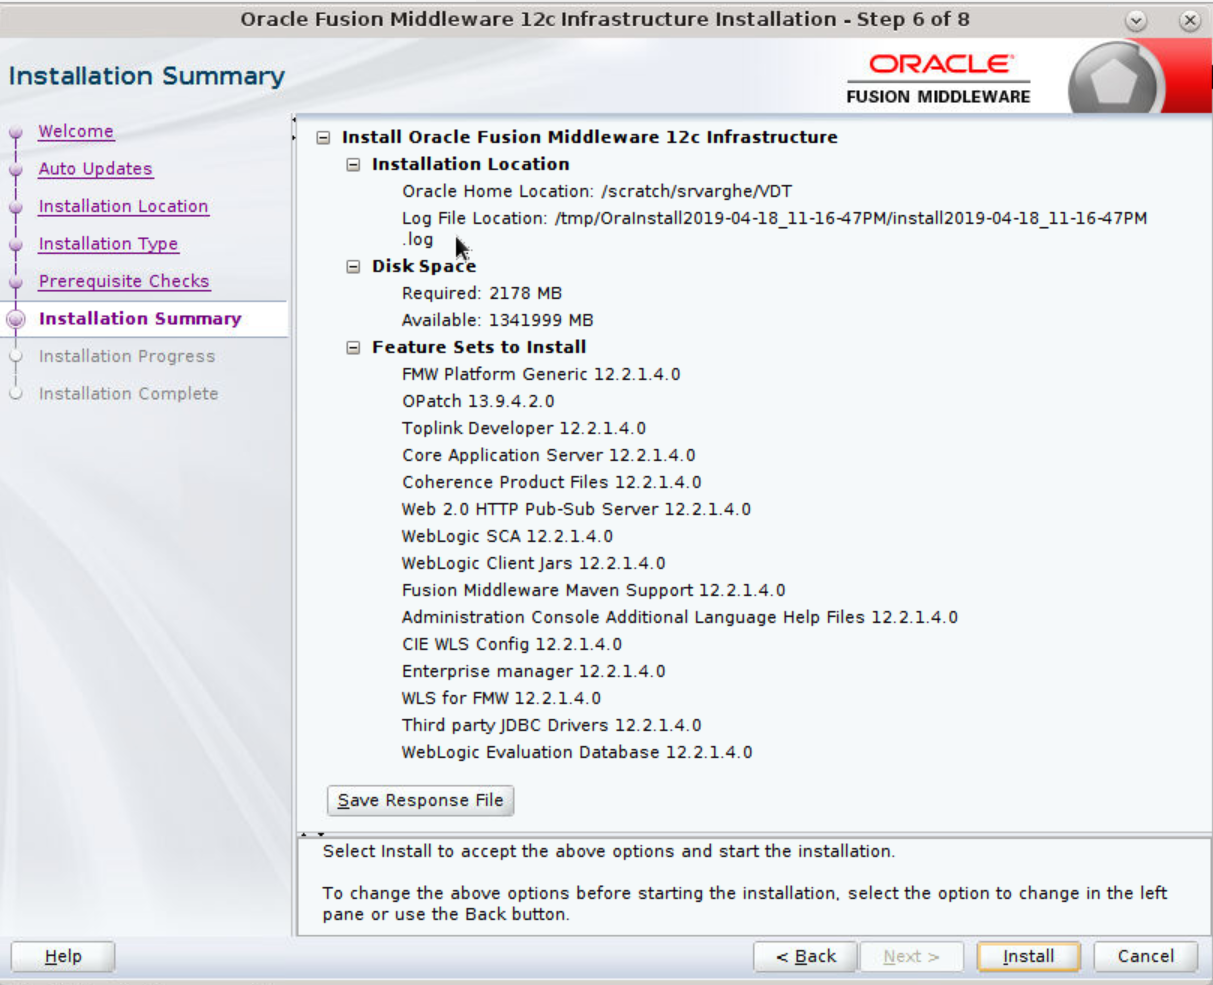 Oracle Fusion Middleware 12c Infrastructure Installation - Step 6 of 8
Installation Summary
ORACLE
FUSION MIDDLEWARE
Welcome
Auto Updates
Installation Location
Installation Type
Prerequisite Checks
Installation Summary
Installation Progress
Installation Complete
Install Oracle Fusion Middleware 12c Infrastructure
Installation Location
Oracle Home Location: /scratch/srvarghe/VDT
Log File Location: /tmp/OraInstall2019-04-18_11-16-47PM/install2019-04-18_11-16-47PM
.log
Disk Space
Required: 2178 MB
Available: 1341999 MB
Feature Sets to Install
FMW Platform Generic 12.2.1.4.0
OPatch 13.9.4.2.0
Toplink Developer 12.2.1.4.0
Core Application Server 12.2.1.4.0
Coherence Product Files 12.2.1.4.0
Web 2.0 HTTP Pub-Sub Server 12.2.1.4.0
WebLogic SCA 12.2.1.4.0
WebLogic Client Jars 12.2.1.4.0
Fusion Middleware Maven Support 12.2.1.4.0
Administration Console Additional Language Help Files 12.2.1.4.0
CIE WLS Config 12.2.1.4.0
Enterprise manager 12.2.1.4.0
WLS for FMW 12.2.1.4.0
Third party JDBC Drivers 12.2.1.4.0
WebLogic Evaluation Database 12.2.1.4.0
Save Response File
Select Install to accept the above options and start the installation.
To change the above options before starting the installation, select the option to change in the left
pane or use the Back button.
Help
< Back
Next >
Install
Cancel